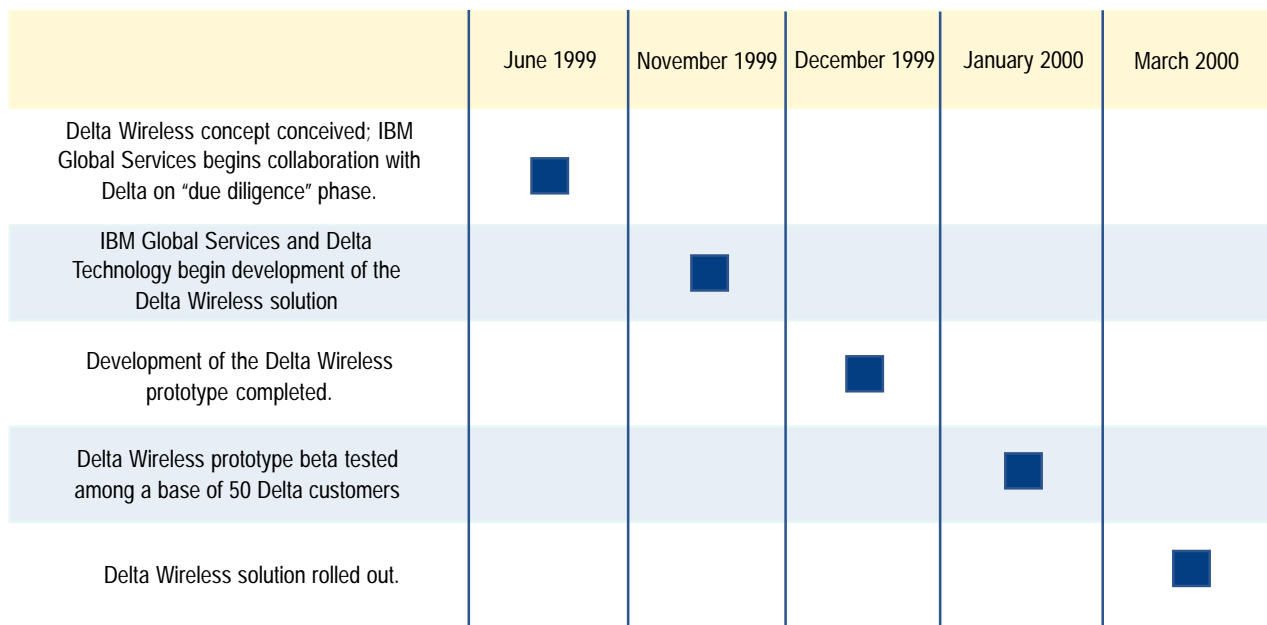 June 1999
November 1999
December 1999
January 2000
March 2000
Delta Wireless concept conceived; IBM
Global Services begins collaboration with
Delta on “due diligence” phase.
IBM Global Services and Delta
Technology begin development of the
Delta Wireless solution
Development of the Delta Wireless
prototype completed.
Delta Wireless prototype beta tested
among a base of 50 Delta customers
Delta Wireless solution rolled out.